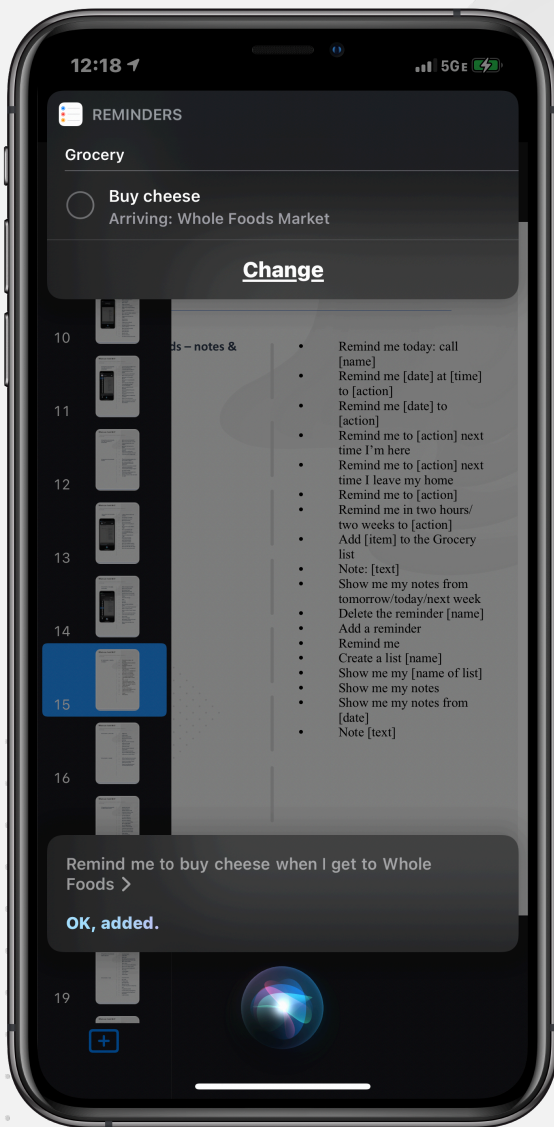 12:18
5GE
REMINDERS
Grocery
Buy cheese
Arriving: Whole Foods Market
Change
10
11
12
13
14
15
16
19
ds – notes &
• Remind me today: call
[name]
• Remind me [date] at [time]
to [action]
• Remind me [date] to
[action]
• Remind me to [action] next
time I’m here
• Remind me to [action] next
time I leave my home
• Remind me to [action]
• Remind me in two hours/
two weeks to [action]
• Add [item] to the Grocery
list
• Note: [text]
• Show me my notes from
tomorrow/today/next week
• Delete the reminder [name]
• Add a reminder
• Remind me
• Create a list [name]
• Show me my [name of list]
• Show me my notes
• Show me my notes from
[date]
• Note [text]
Remind me to buy cheese when I get to Whole
Foods >
OK, added.